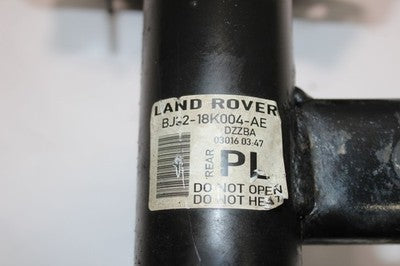 LAND ROVER
BJ32-18K004-AE
DZZBA
03016 03:47
REAR PL
DO NOT OPEN
DO NOT HEAT